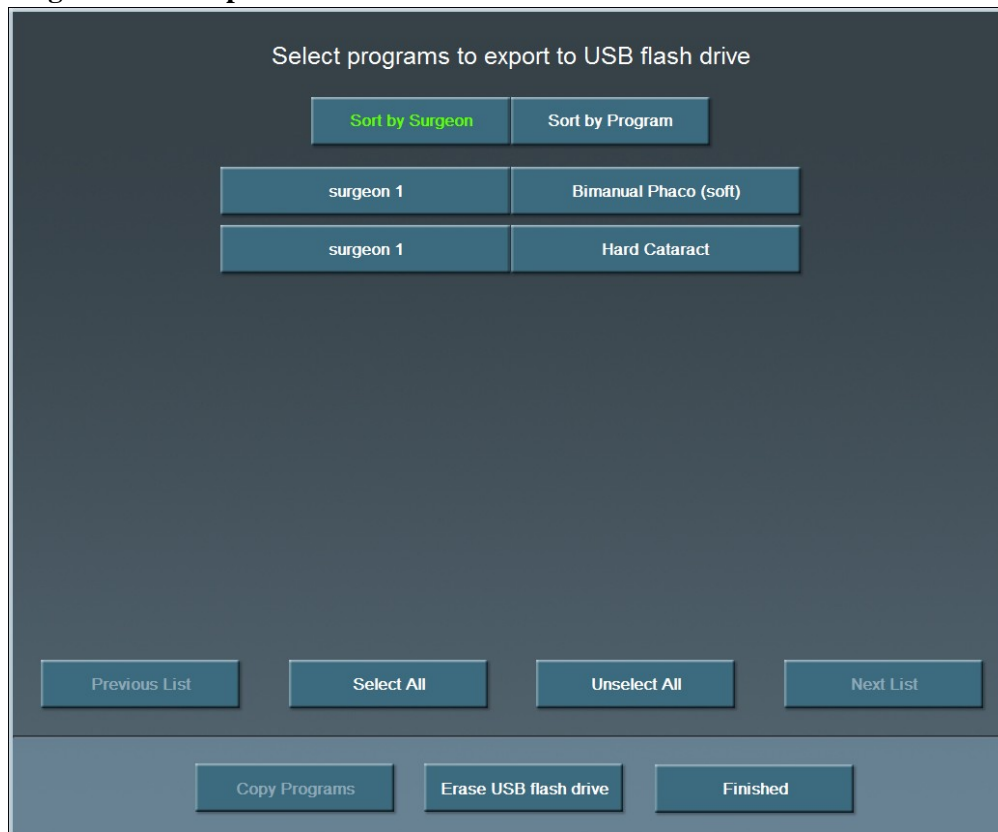 Select programs to export to USB flash drive
Sort by Surgeon Sort by Program
surgeon 1 Bimanual Phaco (soft)
surgeon 1 Hard Cataract
Previous List Select All Unselect All Next List
Copy Programs Erase USB flash drive Finished